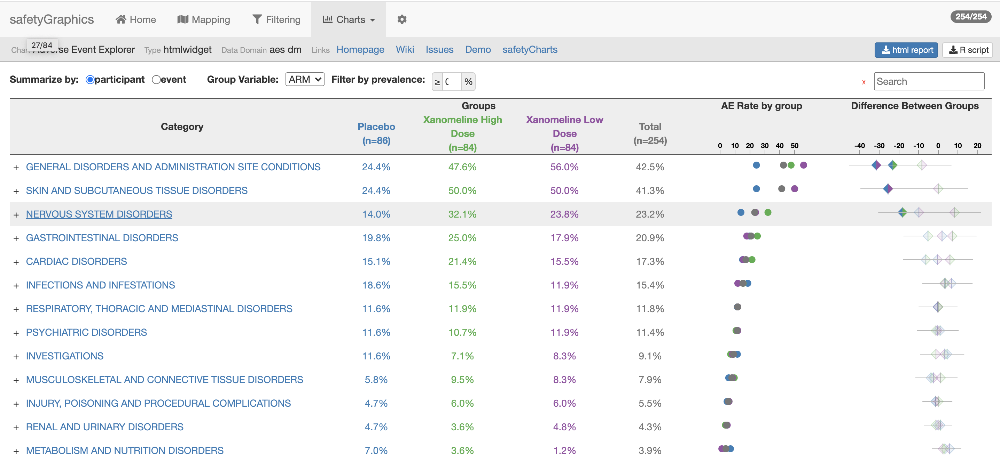 safetyGraphics Home Mapping Filtering Charts 254/254
27/84
Adverse Event Explorer Type htmlwidget Data Domain aes dm Links Homepage Wiki Issues Demo safetyCharts html report R script
Summarize by: participant event Group Variable: ARM Filter by prevalence: ≥ % x Search
Groups AE Rate by group Difference Between Groups
Category Placebo (n=86) Xanomeline High Dose (n=84) Xanomeline Low Dose (n=84) Total (n=254)
0 10 20 30 40 50 -40 -30 -20 -10 0 10 20
+ GENERAL DISORDERS AND ADMINISTRATION SITE CONDITIONS 24.4% 47.6% 56.0% 42.5%
+ SKIN AND SUBCUTANEOUS TISSUE DISORDERS 24.4% 50.0% 50.0% 41.3%
+ NERVOUS SYSTEM DISORDERS 14.0% 32.1% 23.8% 23.2%
+ GASTROINTESTINAL DISORDERS 19.8% 25.0% 17.9% 20.9%
+ CARDIAC DISORDERS 15.1% 21.4% 15.5% 17.3%
+ INFECTIONS AND INFESTATIONS 18.6% 15.5% 11.9% 15.4%
+ RESPIRATORY, THORACIC AND MEDIASTINAL DISORDERS 11.6% 11.9% 11.9% 11.8%
+ PSYCHIATRIC DISORDERS 11.6% 10.7% 11.9% 11.4%
+ INVESTIGATIONS 11.6% 7.1% 8.3% 9.1%
+ MUSCULOSKELETAL AND CONNECTIVE TISSUE DISORDERS 5.8% 9.5% 8.3% 7.9%
+ INJURY, POISONING AND PROCEDURAL COMPLICATIONS 4.7% 6.0% 6.0% 5.5%
+ RENAL AND URINARY DISORDERS 4.7% 3.6% 4.8% 4.3%
+ METABOLISM AND NUTRITION DISORDERS 7.0% 3.6% 1.2% 3.9%